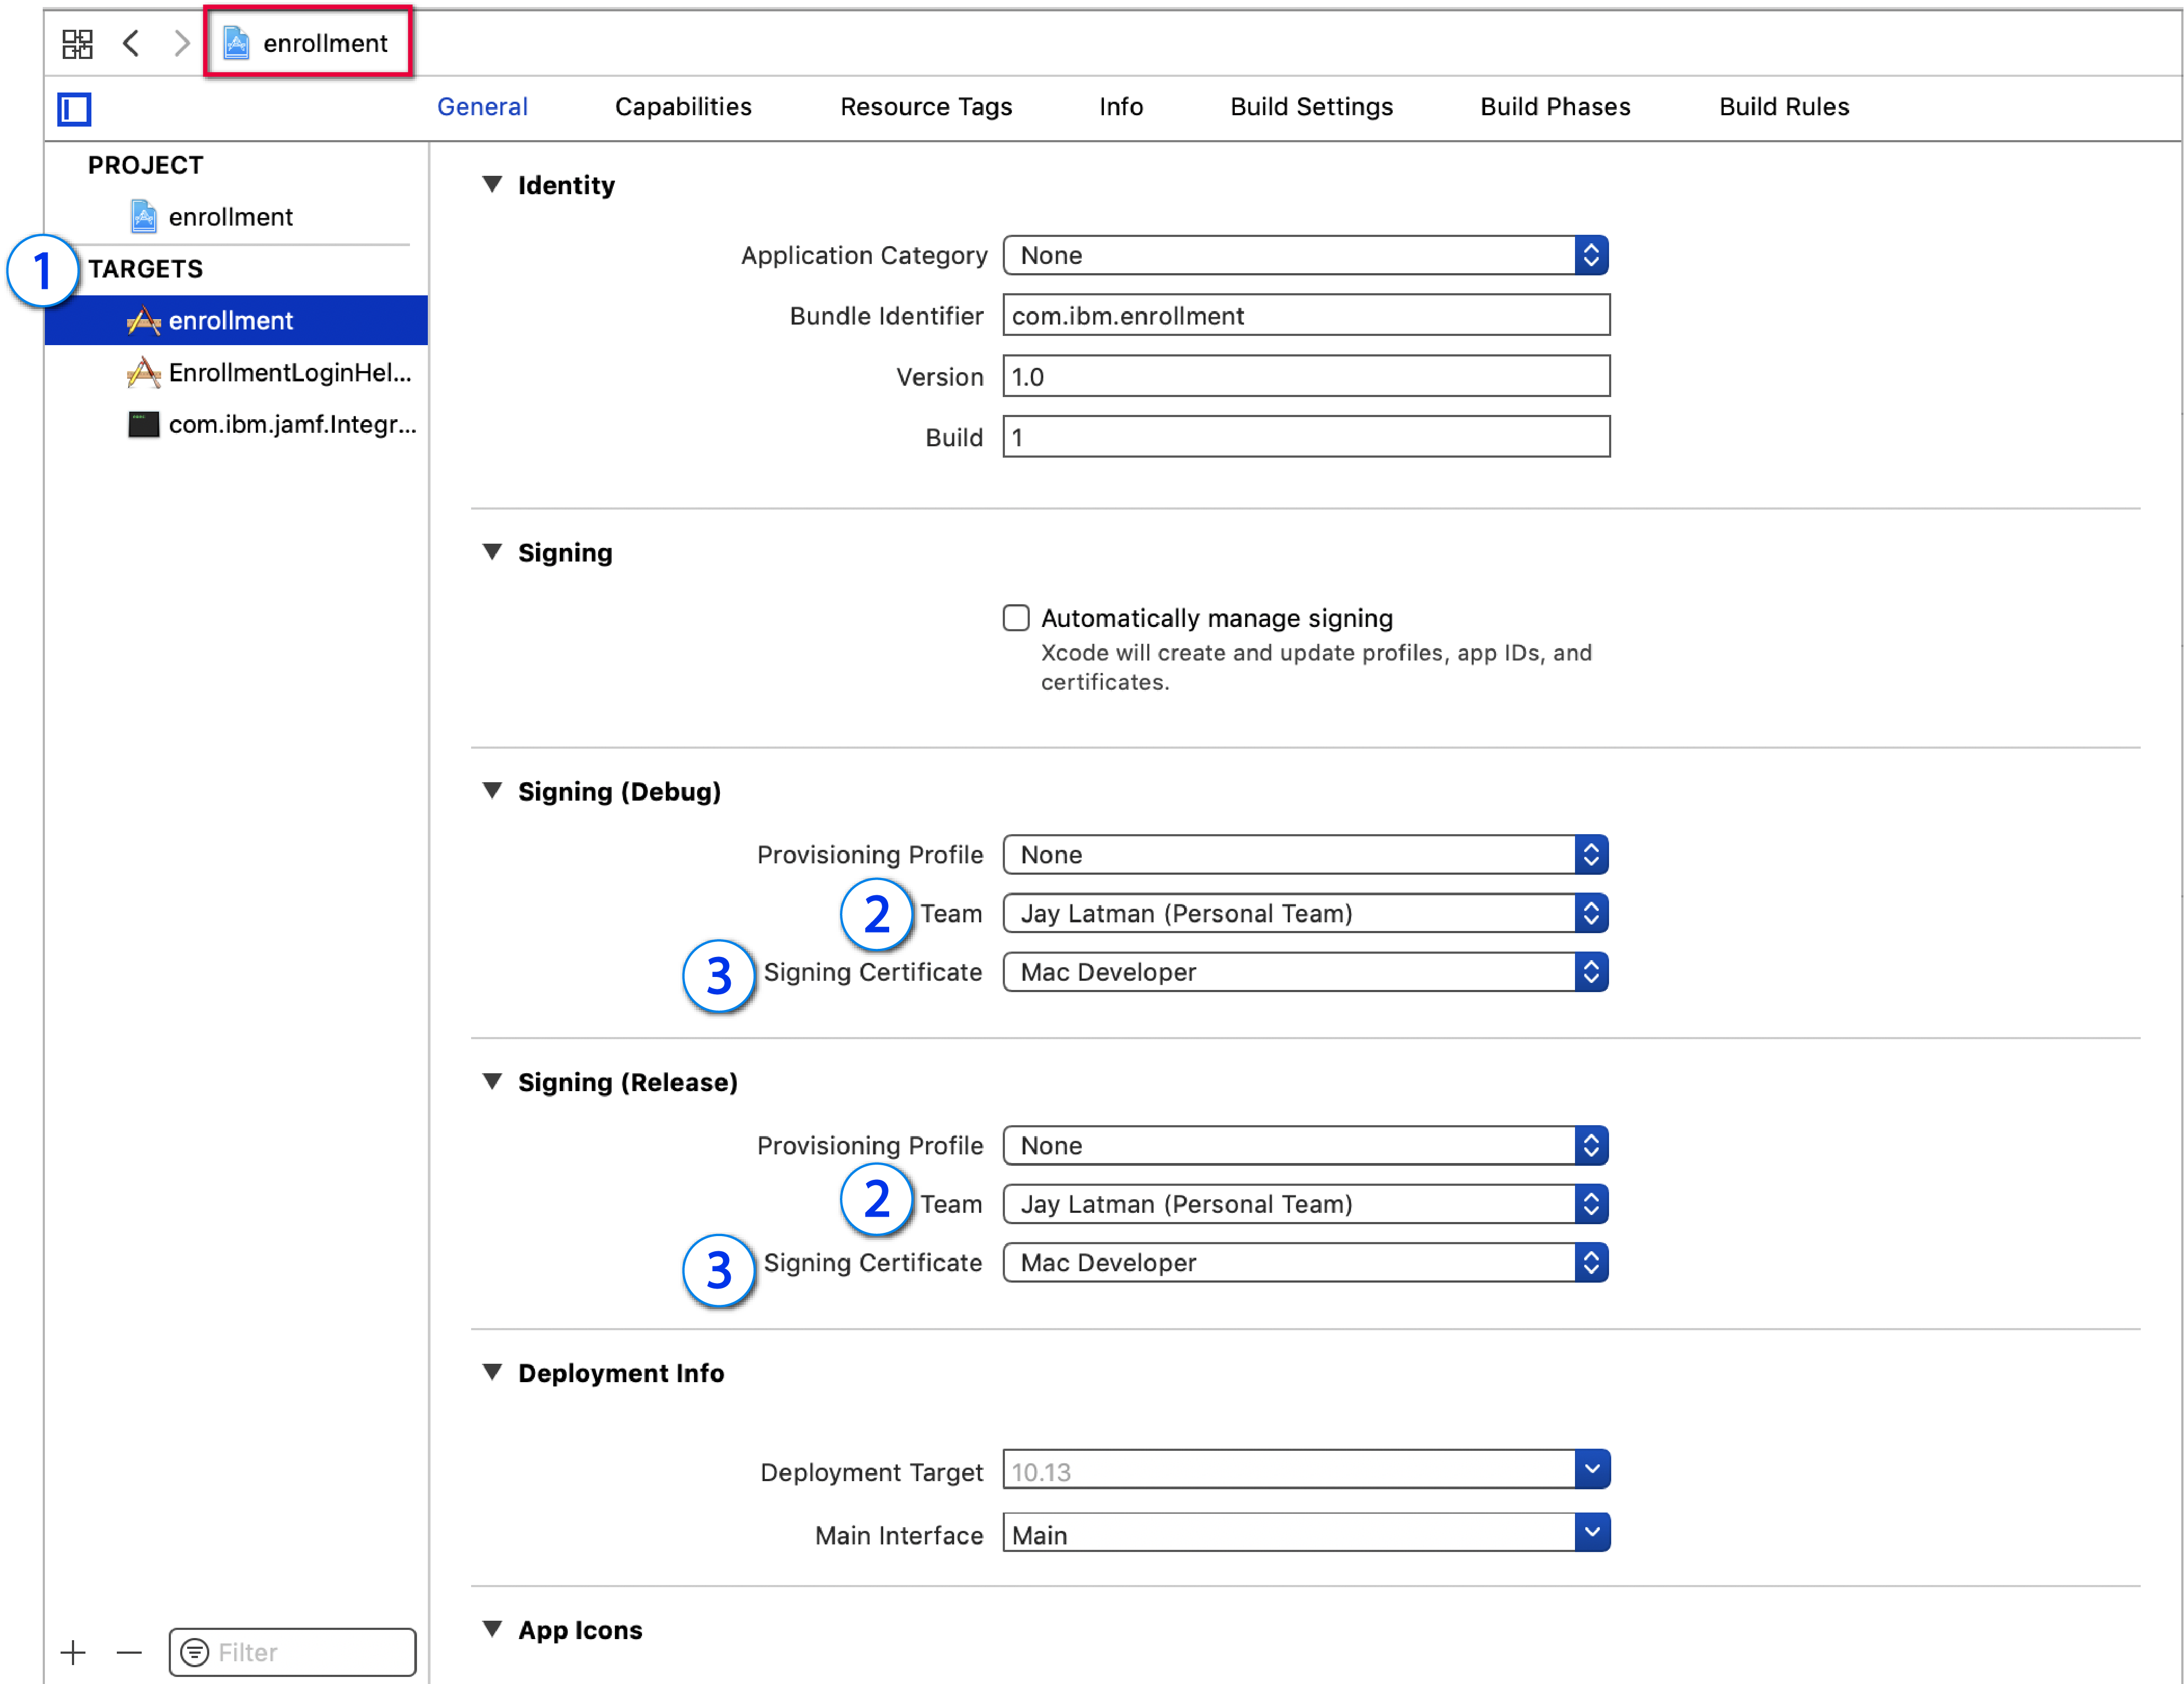 enrollment
General Capabilities Resource Tags Info Build Settings Build Phases Build Rules
PROJECT
enrollment
1 TARGETS
enrollment
EnrollmentLoginHel...
com.ibm.jamf.Integr...
Identity
Application Category None
Bundle Identifier com.ibm.enrollment
Version 1.0
Build 1
Signing
Automatically manage signing
Xcode will create and update profiles, app IDs, and
certificates.
Signing (Debug)
Provisioning Profile None
2 Team Jay Latman (Personal Team)
3 Signing Certificate Mac Developer
Signing (Release)
Provisioning Profile None
2 Team Jay Latman (Personal Team)
3 Signing Certificate Mac Developer
Deployment Info
Deployment Target 10.13
Main Interface Main
App Icons
Filter